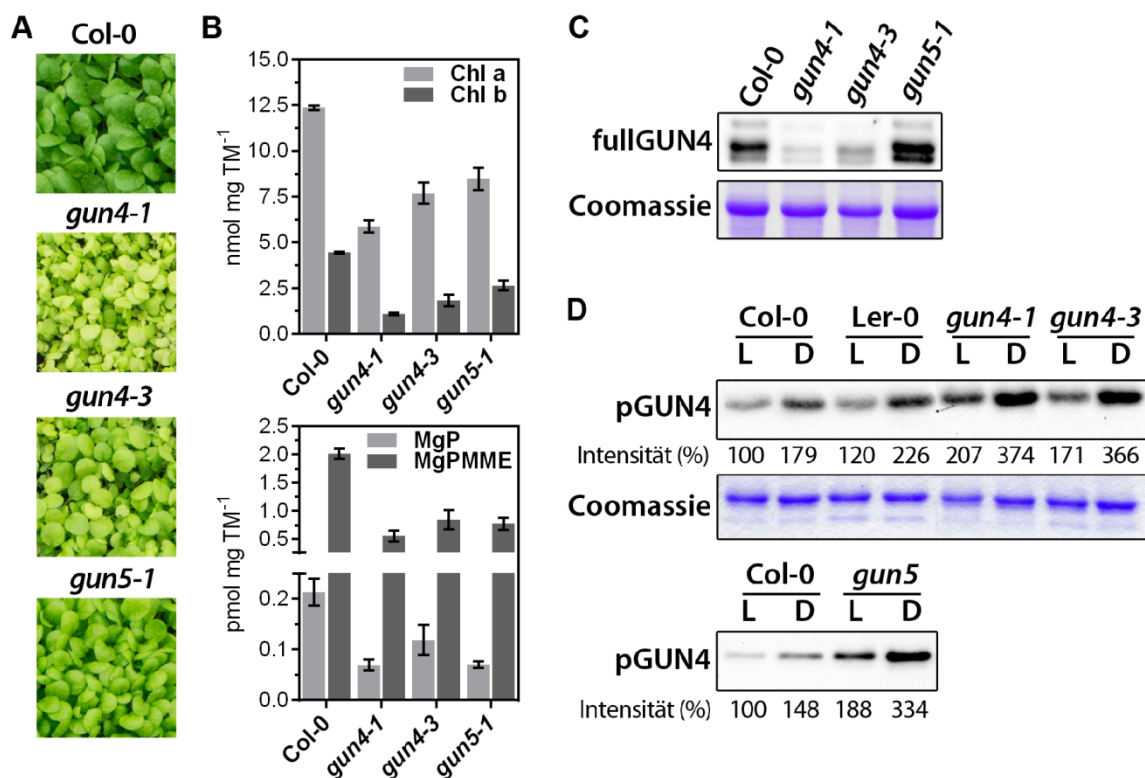 A
Col-0
gun4-1
gun4-3
gun5-1
B
15.0
12.5
10.0
7.5
5.0
2.5
0.0
nmol mg TM⁻¹
Chl a
Chl b
Col-0
gun4-1
gun4-3
gun5-1
2.5
2.0
1.5
1.0
0.5
0.2
0.1
0.0
pmol mg TM⁻¹
MgP
MgPMME
Col-0
gun4-1
gun4-3
gun5-1
C
Col-0
gun4-1
gun4-3
gun5-1
fullGUN4
Coomassie
D
Col-0 Ler-0 gun4-1 gun4-3
L D L D L D L D
pGUN4
Intensität (%) 100 179 120 226 207 374 171 366
Coomassie
Col-0 gun5
L D L D
pGUN4
Intensität (%) 100 148 188 334